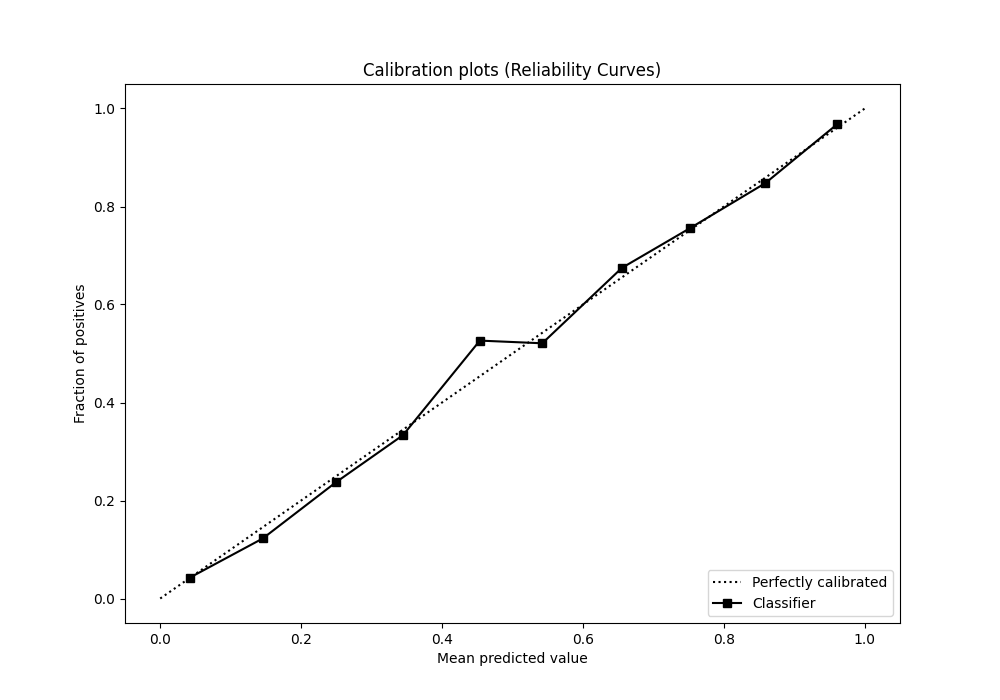 Calibration plots (Reliability Curves)
1.0
0.8
0.6
0.4
0.2
0.0
Fraction of positives
0.0 0.2 0.4 0.6 0.8 1.0
Mean predicted value
Perfectly calibrated
Classifier